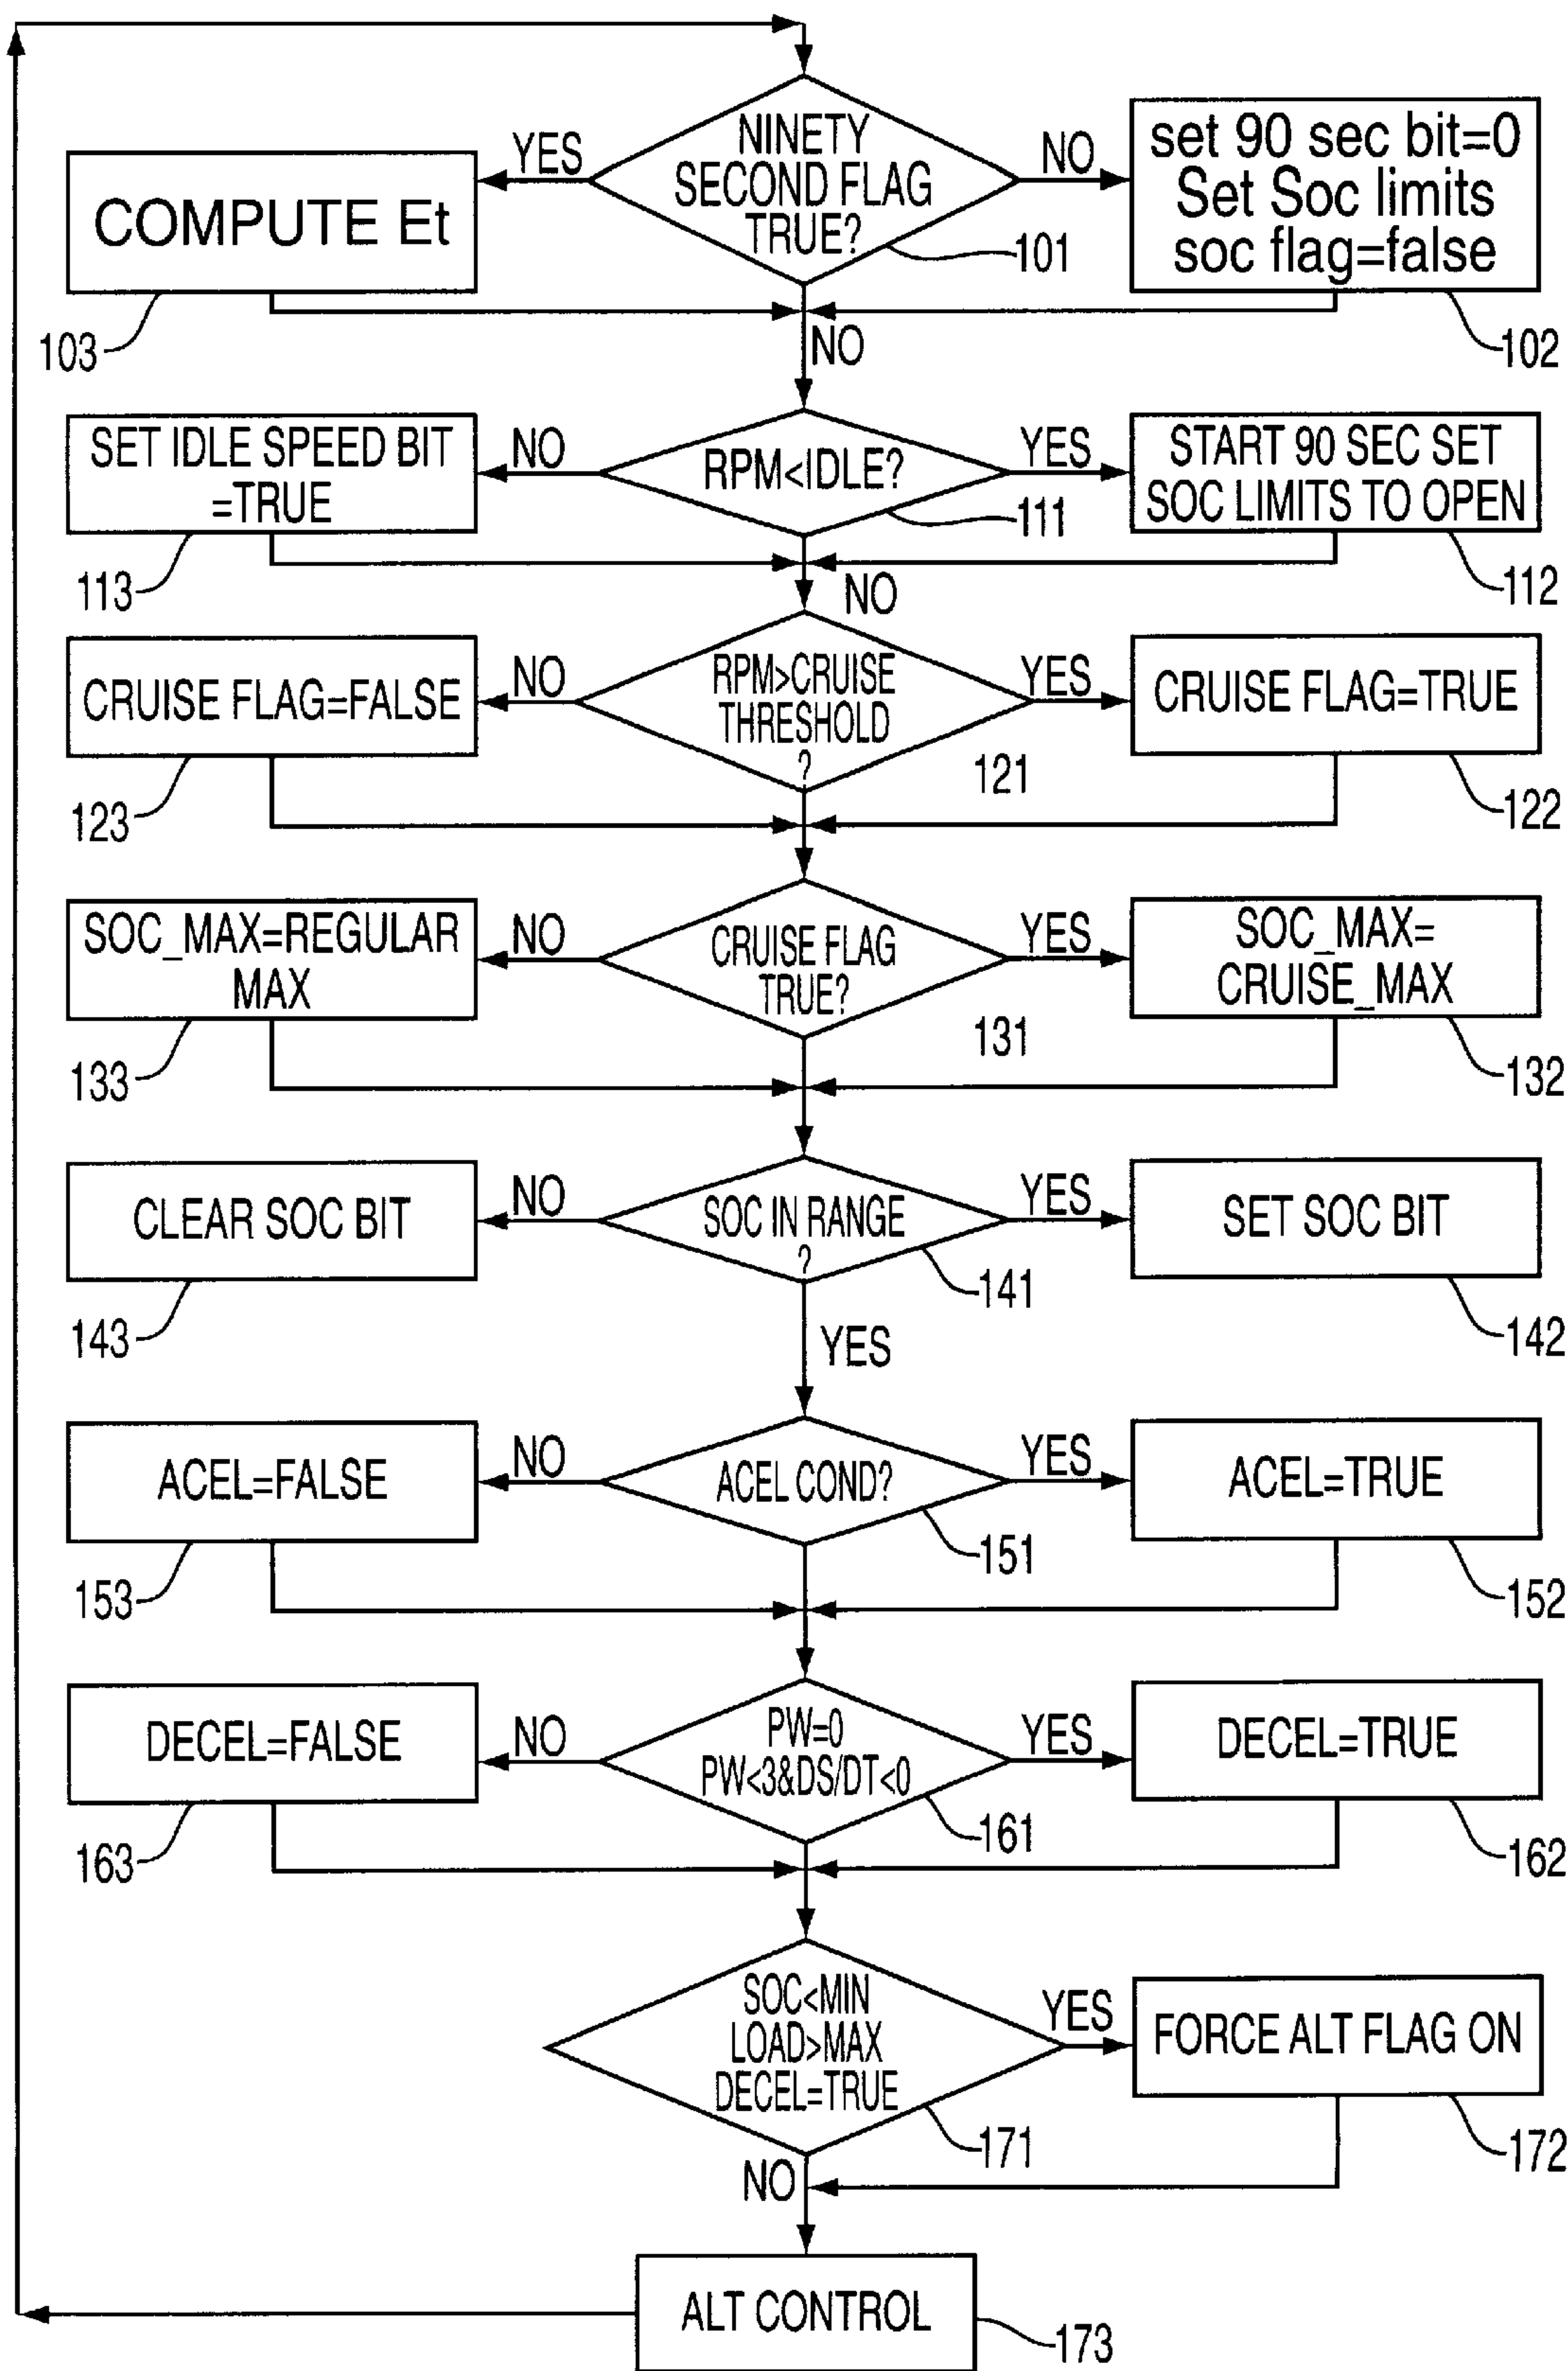 NINETY
SECOND FLAG
TRUE?
YES
NO
COMPUTE Et
set 90 sec bit=0
Set Soc limits
soc flag=false
101
103
102
NO
SET IDLE SPEED BIT
=TRUE
NO
RPM<IDLE?
YES
START 90 SEC SET
SOC LIMITS TO OPEN
111
113
112
NO
CRUISE FLAG=FALSE
NO
RPM>CRUISE
THRESHOLD
?
YES
CRUISE FLAG=TRUE
121
123
122
SOC_MAX=REGULAR
MAX
NO
CRUISE FLAG
TRUE?
YES
SOC_MAX=
CRUISE_MAX
131
133
132
CLEAR SOC BIT
NO
SOC IN RANGE
?
YES
SET SOC BIT
141
143
142
YES
ACEL=FALSE
NO
ACEL COND?
YES
ACEL=TRUE
151
153
152
DECEL=FALSE
NO
PW=0
PW<3&DS/DT<0
YES
DECEL=TRUE
161
163
162
SOC<MIN
LOAD>MAX
DECEL=TRUE
YES
FORCE ALT FLAG ON
171
172
NO
ALT CONTROL
173